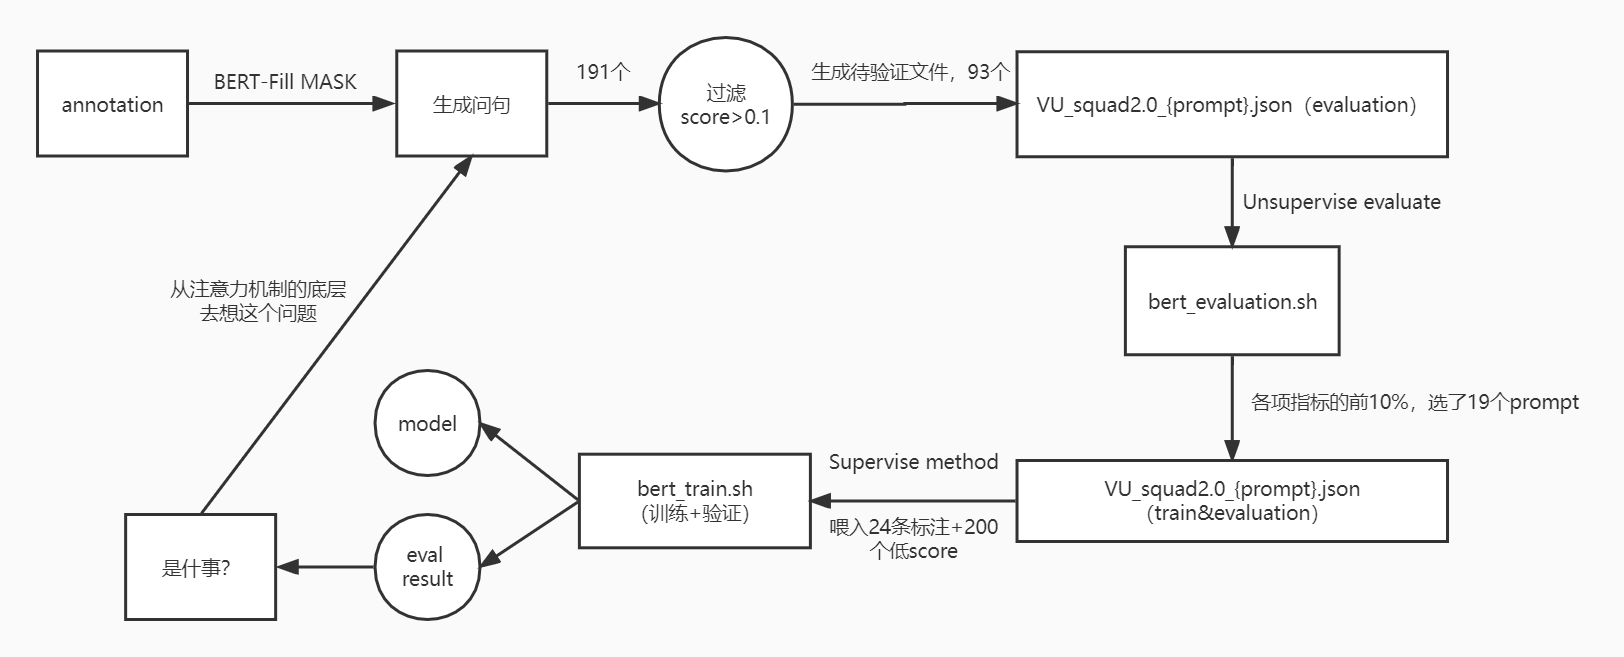 annotation
BERT-Fill MASK
生成问句
191个
过滤
score>0.1
生成待验证文件，93个
VU_squad2.0_{prompt}.json（evaluation）
Unsupervise evaluate
bert_evaluation.sh
各项指标的前10%，选了19个prompt
VU_squad2.0_{prompt}.json
（train&evaluation）
Supervise method
喂入24条标注+200
个低score
bert_train.sh
（训练+验证）
model
eval
result
是什事？
从注意力机制的底层
去想这个问题